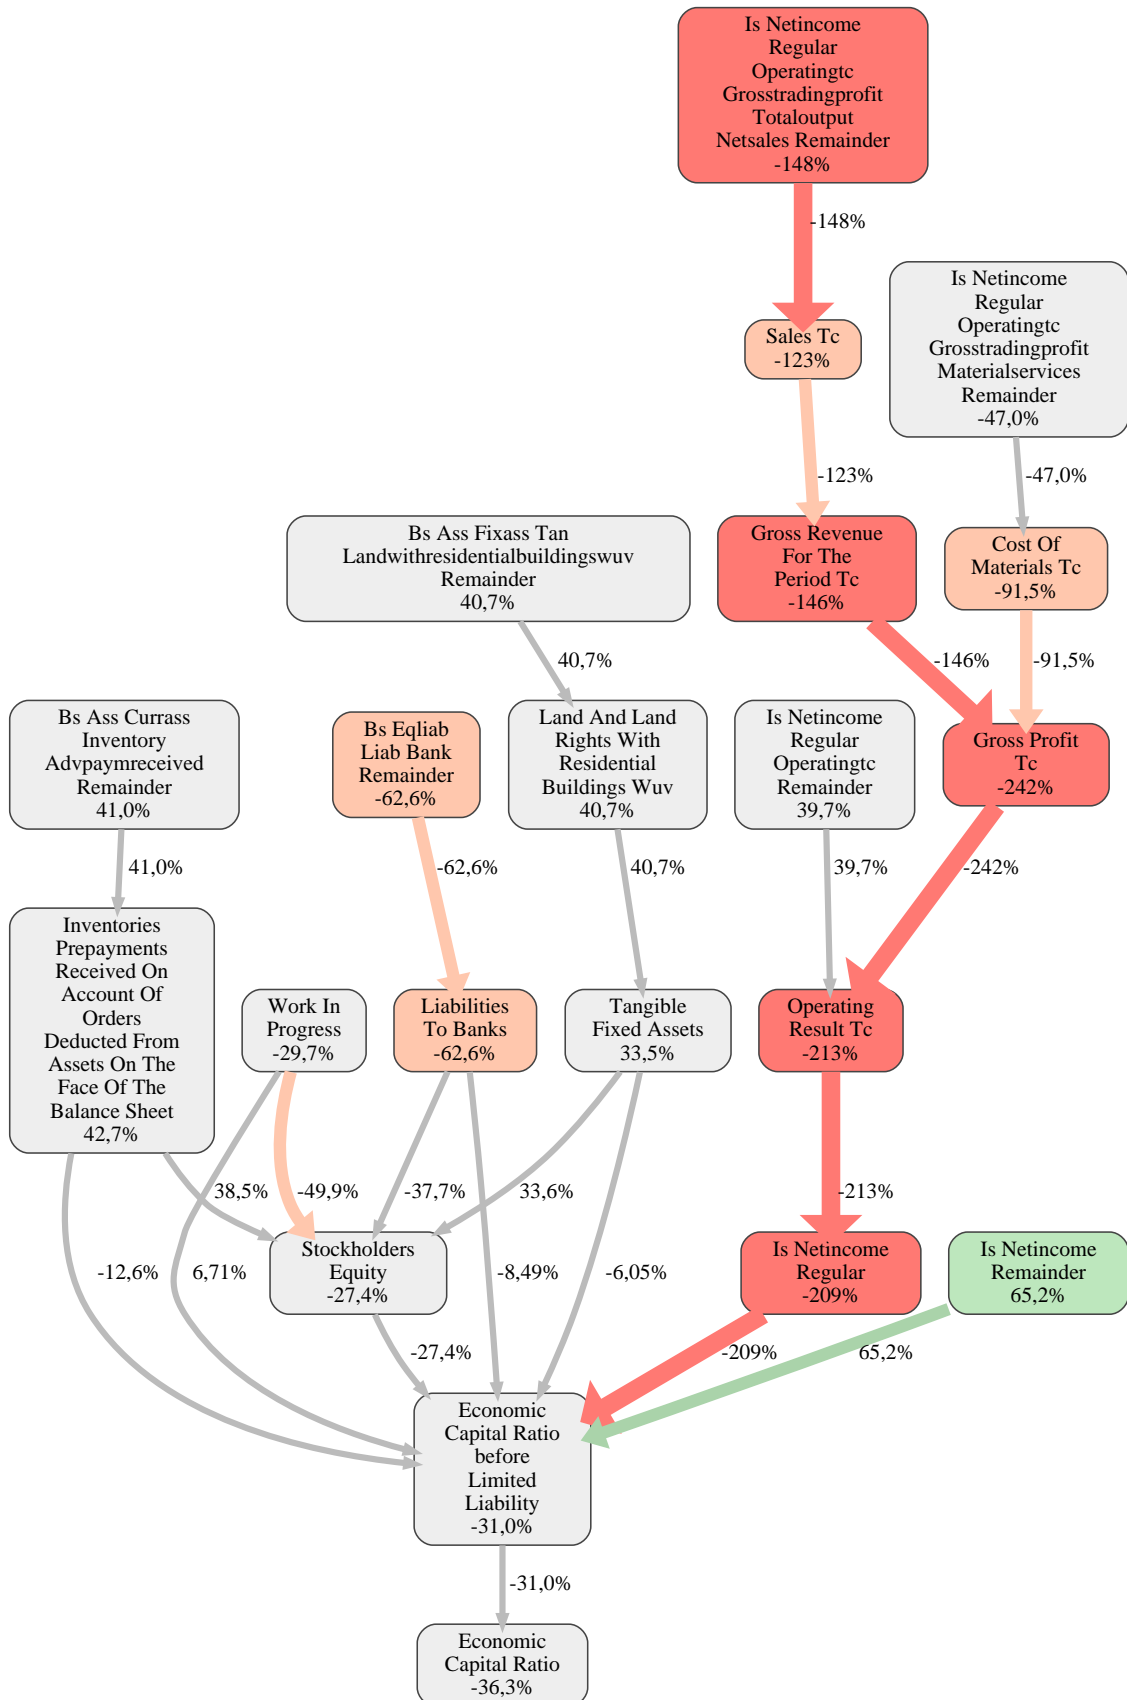 Is Netincome
Regular
Operatingtc
Grosstradingprofit
Totaloutput
Netsales Remainder
-148%
-148%
Is Netincome
Regular
Operatingtc
Grosstradingprofit
Materialservices
Remainder
-47,0%
Sales Tc
-123%
-123%
-47,0%
Bs Ass Fixass Tan
Landwithresidentialbuildingswuv
Remainder
40,7%
Gross Revenue
For The
Period Tc
-146%
Cost Of
Materials Tc
-91,5%
40,7%
-146%
-91,5%
Bs Ass Currass
Inventory
Advpaymreceived
Remainder
41,0%
Bs Eqliab
Liab Bank
Remainder
-62,6%
Land And Land
Rights With
Residential
Buildings Wuv
40,7%
Is Netincome
Regular
Operatingtc
Remainder
39,7%
Gross Profit
Tc
-242%
41,0%
-62,6%
40,7%
39,7%
-242%
Inventories
Prepayments
Received On
Account Of
Orders
Deducted From
Assets On The
Face Of The
Balance Sheet
42,7%
Work In
Progress
-29,7%
Liabilities
To Banks
-62,6%
Tangible
Fixed Assets
33,5%
Operating
Result Tc
-213%
38,5%
-49,9%
-37,7%
33,6%
-213%
Stockholders
Equity
-27,4%
Is Netincome
Regular
-209%
Is Netincome
Remainder
65,2%
-12,6%
6,71%
-8,49%
-6,05%
-27,4%
-209%
65,2%
Economic
Capital Ratio
before
Limited
Liability
-31,0%
-31,0%
Economic
Capital Ratio
-36,3%